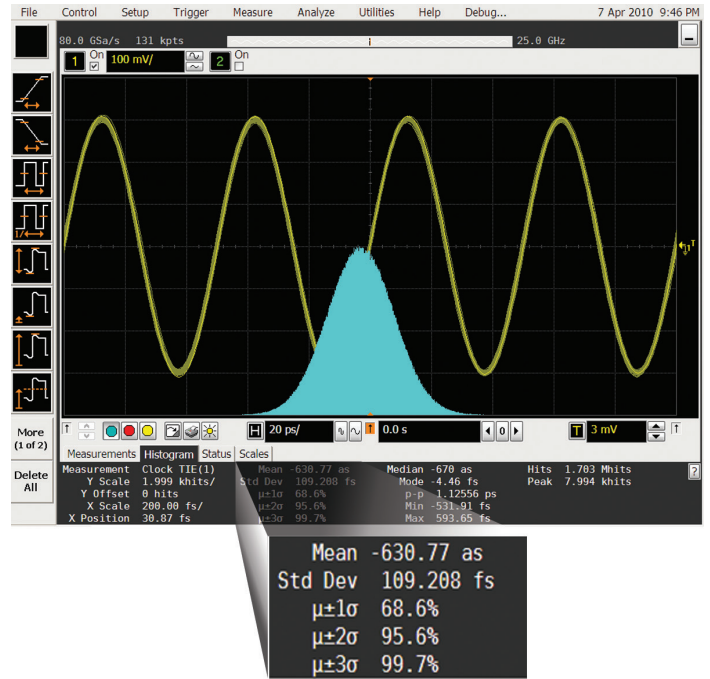 File Control Setup Trigger Measure Analyze Utilities Help Debug... 7 Apr 2010 9:46 PM
80.0 GSa/s 131 kpts 25.0 GHz
1 On 100 mV/ 2 On
1/
T
More
(1 of 2)
Delete
All
H 20 ps/ 0.0 s 0 T 3 mV
Measurements Histogram Status Scales
Measurement Clock TIE(1) Mean -630.77 as Median -670 as Hits 1.703 Mhits
Y Scale 1.999 khits/ Std Dev 109.208 fs Mode -4.46 fs Peak 7.994 khits
Y Offset 0 hits μ±1σ 68.6% p-p 1.12556 ps
X Scale 200.00 fs/ μ±2σ 95.6% Min -531.91 fs
X Position 30.87 fs μ±3σ 99.7% Max 593.65 fs
?
Mean -630.77 as
Std Dev 109.208 fs
μ±1σ 68.6%
μ±2σ 95.6%
μ±3σ 99.7%